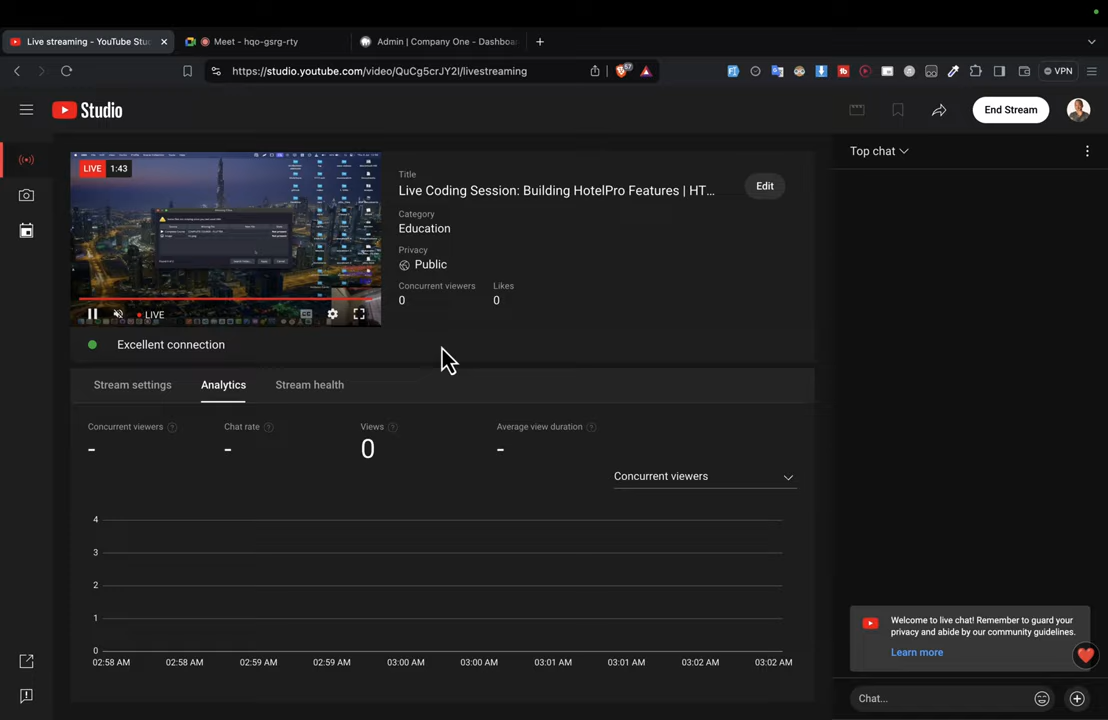 Live streaming - YouTube Stu
Meet - hqo-gsrg-rty
Admin | Company One - Dashboa
https://studio.youtube.com/video/QuCg5crJY2I/livestreaming
57
VPN
Studio
End Stream
LIVE 1:43
LIVE
Title
Live Coding Session: Building HotelPro Features | HT...
Edit
Category
Education
Privacy
Public
Concurrent viewers Likes
0 0
Excellent connection
Stream settings Analytics Stream health
Concurrent viewers Chat rate Views Average view duration
- - 0 -
Concurrent viewers
4
3
2
1
0
02:58 AM 02:58 AM 02:59 AM 02:59 AM 03:00 AM 03:00 AM 03:01 AM 03:01 AM 03:02 AM 03:02 AM
Top chat
Welcome to live chat! Remember to guard your
privacy and abide by our community guidelines.
Learn more
Chat...